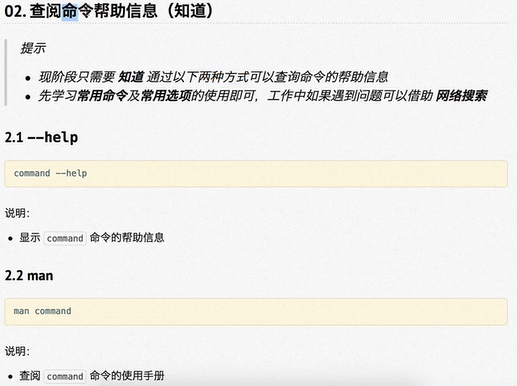 02. 查阅命令帮助信息（知道）
提示
• 现阶段只需要 知道 通过以下两种方式可以查询命令的帮助信息
• 先学习常用命令及常用选项的使用即可，工作中如果遇到问题可以借助 网络搜索
2.1 --help
command --help
说明：
• 显示 command 命令的帮助信息
2.2 man
man command
说明：
• 查阅 command 命令的使用手册